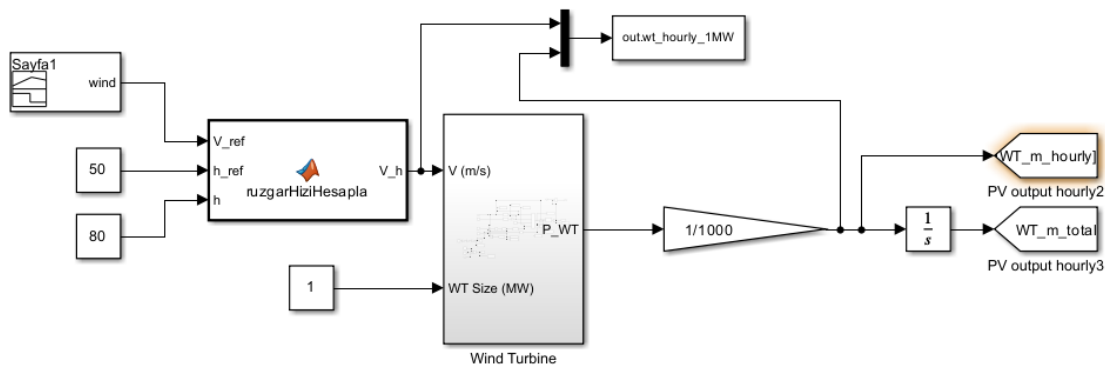 Sayfa1
wind
out.wt_hourly_1MW
V_ref
50
h_ref
V_h
ruzgarHiziHesapla
h
80
V (m/s)
P_WT
1
WT Size (MW)
Wind Turbine
1/1000
WT_m_hourly]
PV output hourly2
1
s
WT_m_total
PV output hourly3